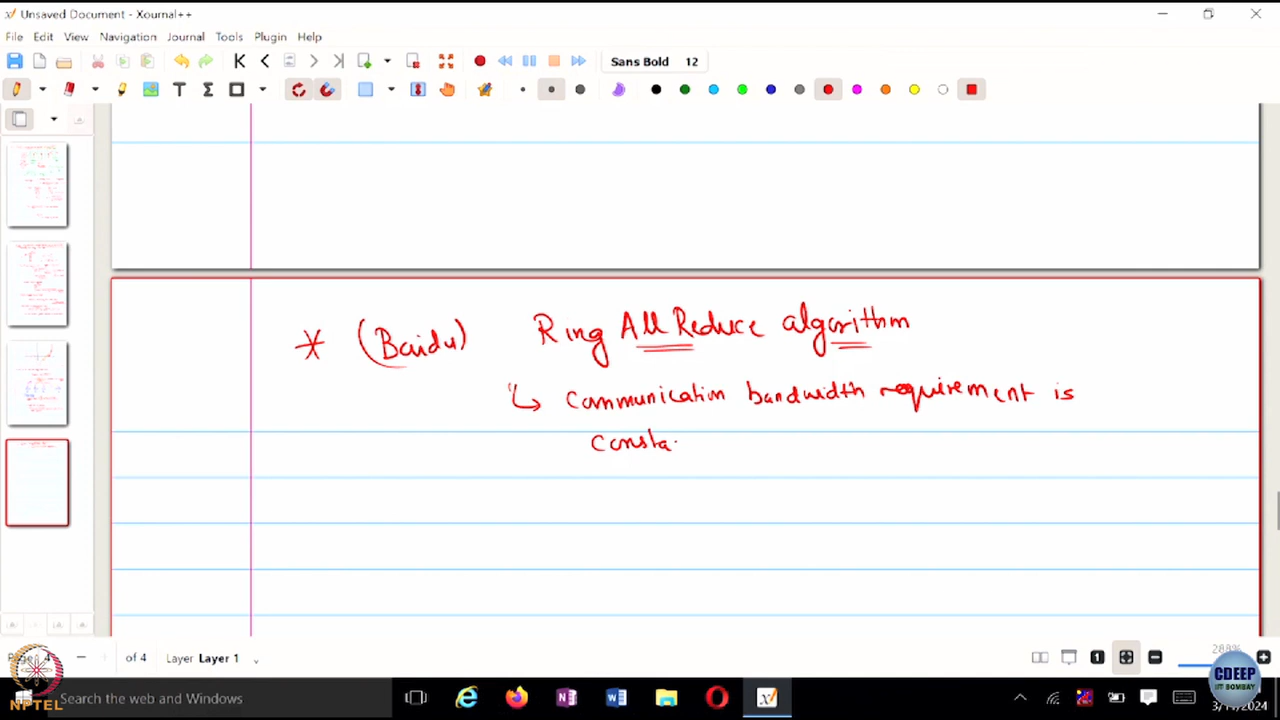 Unsaved Document - Xournal++
File Edit View Navigation Journal Tools Plugin Help
Sans Bold 12
* (Baidu) Ring All Reduce algorithm
↳ Communication bandwidth requirement is
consta
of 4 Layer Layer 1
288%
Search the web and Windows
NPTEL
CDEEP
IIT BOMBAY